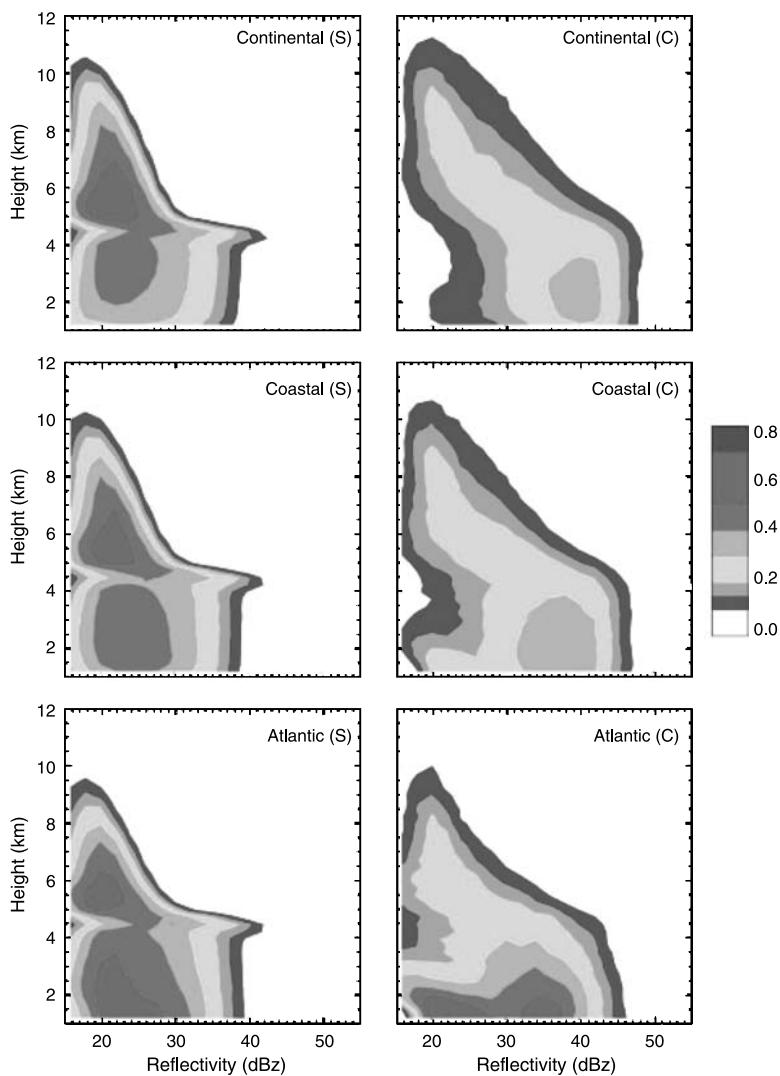 12
10
8
6
4
2
Height (km)
Continental (S)
Continental (C)
12
10
8
6
4
2
Height (km)
Coastal (S)
Coastal (C)
0.8
0.6
0.4
0.2
0.0
12
10
8
6
4
2
Height (km)
Atlantic (S)
Atlantic (C)
20 30 40 50
20 30 40 50
Reflectivity (dBz)
Reflectivity (dBz)